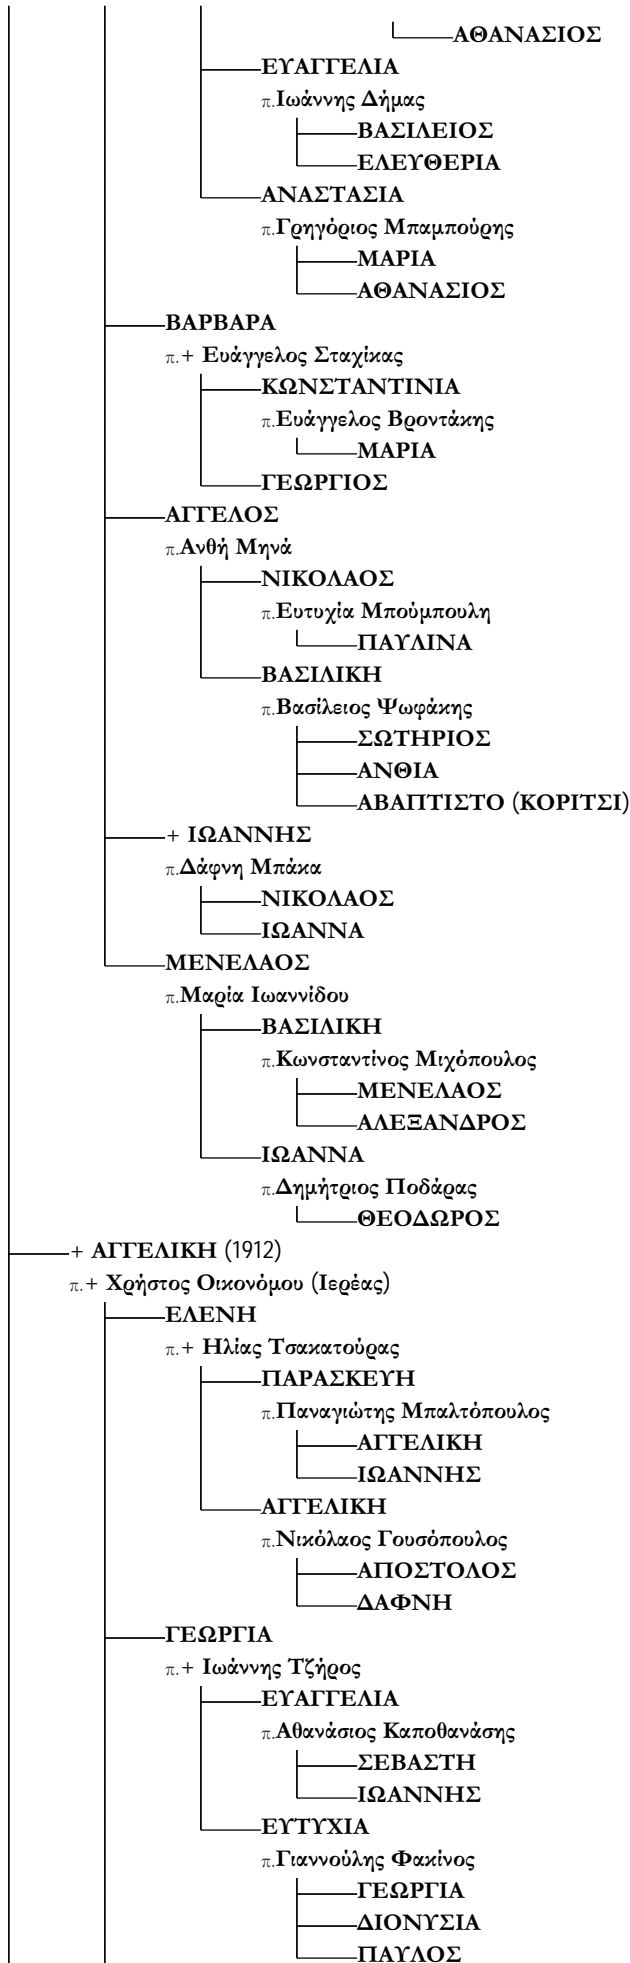 ΑΘΑΝΑΣΙΟΣ
ΕΥΑΓΓΕΛΙΑ
π.Ιωάννης Δήμας
ΒΑΣΙΛΕΙΟΣ
ΕΛΕΥΘΕΡΙΑ
ΑΝΑΣΤΑΣΙΑ
π.Γρηγόριος Μπαμπούρης
ΜΑΡΙΑ
ΑΘΑΝΑΣΙΟΣ
ΒΑΡΒΑΡΑ
π.+ Ευάγγελος Σταχίκας
ΚΩΝΣΤΑΝΤΙΝΙΑ
π.Ευάγγελος Βροντάκης
ΜΑΡΙΑ
ΓΕΩΡΓΙΟΣ
ΑΓΓΕΛΟΣ
π.Ανθή Μηνά
ΝΙΚΟΛΑΟΣ
π.Ευτυχία Μπούμπουλη
ΠΑΥΛΙΝΑ
ΒΑΣΙΛΙΚΗ
π.Βασίλειος Ψωφάκης
ΣΩΤΗΡΙΟΣ
ΑΝΘΙΑ
ΑΒΑΠΤΙΣΤΟ (ΚΟΡΙΤΣΙ)
+ ΙΩΑΝΝΗΣ
π.Δάφνη Μπάκα
ΝΙΚΟΛΑΟΣ
ΙΩΑΝΝΑ
ΜΕΝΕΛΑΟΣ
π.Μαρία Ιωαννίδου
ΒΑΣΙΛΙΚΗ
π.Κωνσταντίνος Μιχόπουλος
ΜΕΝΕΛΑΟΣ
ΑΛΕΞΑΝΔΡΟΣ
ΙΩΑΝΝΑ
π.Δημήτριος Ποδάρας
ΘΕΟΔΩΡΟΣ
+ ΑΓΓΕΛΙΚΗ (1912)
π.+ Χρήστος Οικονόμου (Ιερέας)
ΕΛΕΝΗ
π.+ Ηλίας Τσακατούρας
ΠΑΡΑΣΚΕΥΗ
π.Παναγιώτης Μπαλτόπουλος
ΑΓΓΕΛΙΚΗ
ΙΩΑΝΝΗΣ
ΑΓΓΕΛΙΚΗ
π.Νικόλαος Γουσόπουλος
ΑΠΟΣΤΟΛΟΣ
ΔΑΦΝΗ
ΓΕΩΡΓΙΑ
π.+ Ιωάννης Τζήρος
ΕΥΑΓΓΕΛΙΑ
π.Αθανάσιος Καποθανάσης
ΣΕΒΑΣΤΗ
ΙΩΑΝΝΗΣ
ΕΥΤΥΧΙΑ
π.Γιαννούλης Φακίνος
ΓΕΩΡΓΙΑ
ΔΙΟΝΥΣΙΑ
ΠΑΥΛΟΣ